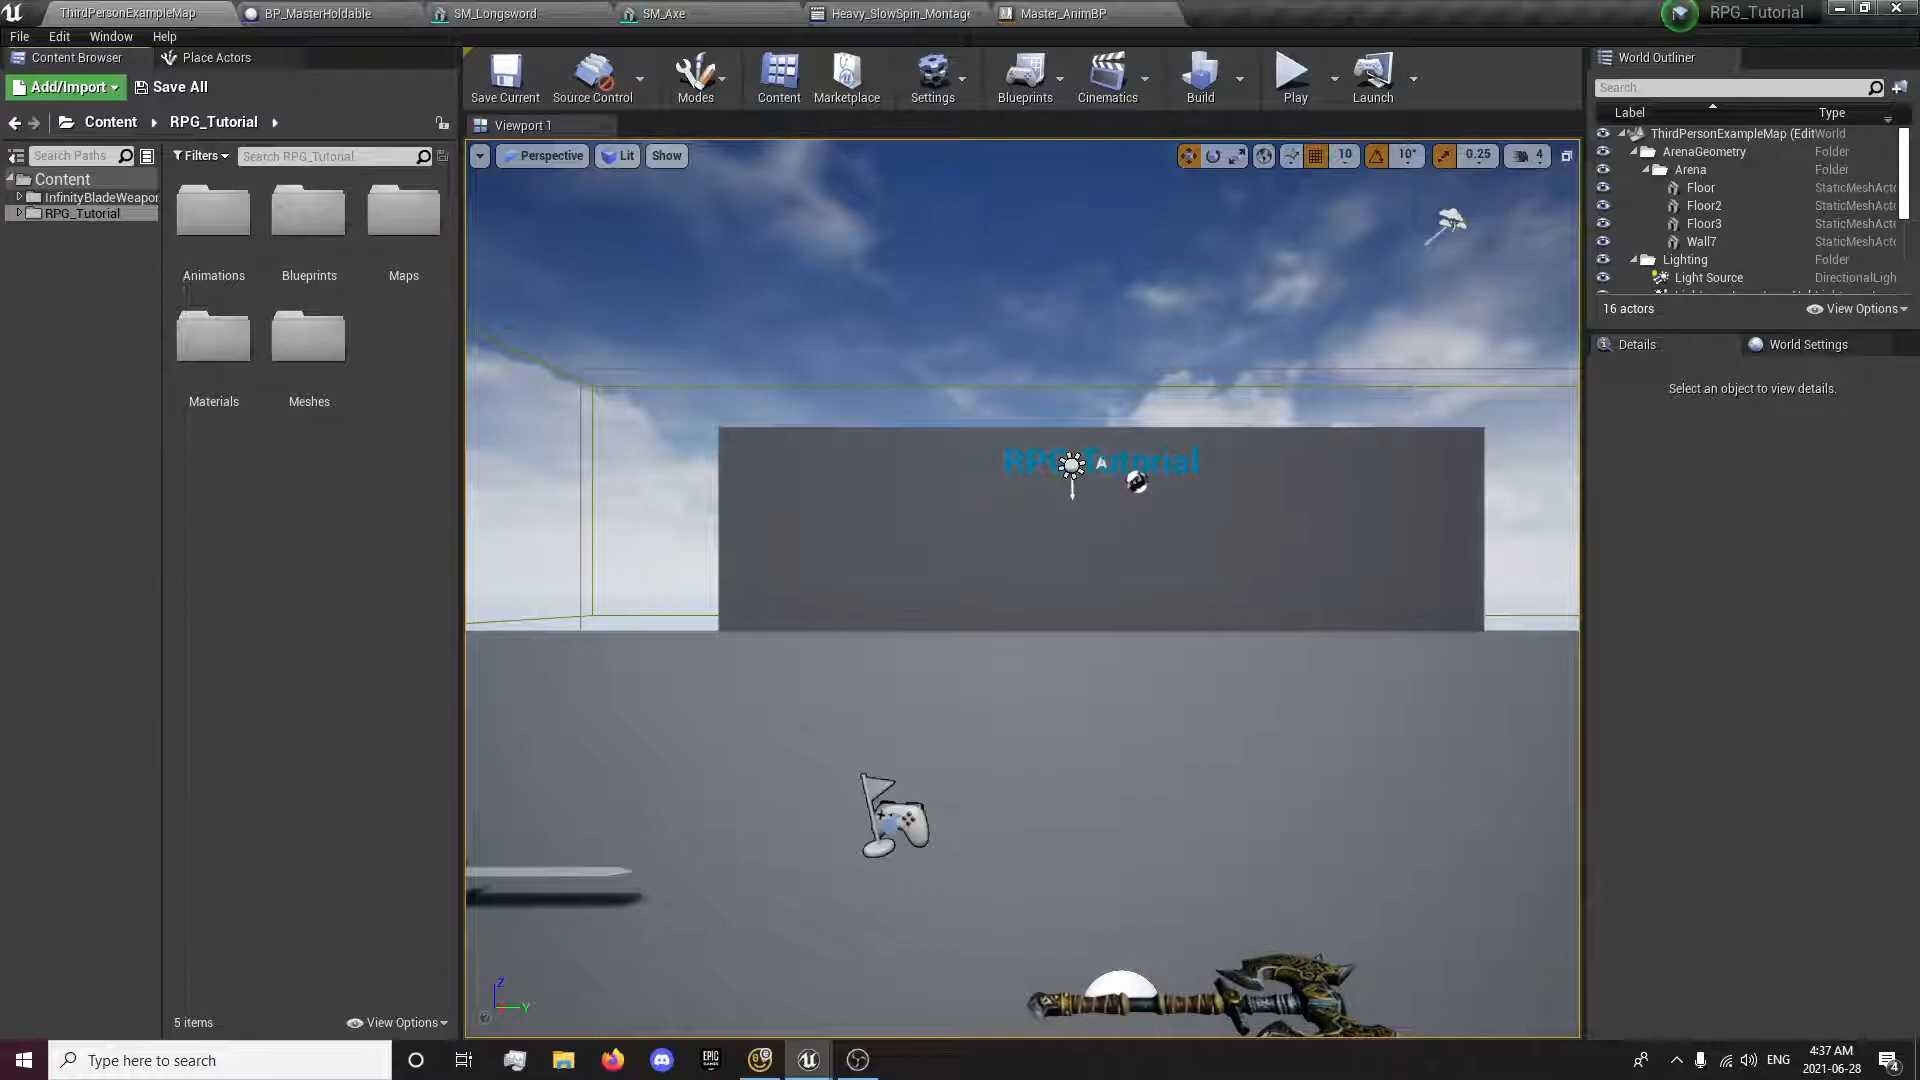 ThirdPersonExampleMap
BP_MasterHoldable
SM_Longsword
SM_Axe
Heavy_SlowSpin_Montage
Master_AnimBP
RPG_Tutorial
File
Edit
Window
Help
Content Browser
Place Actors
Add/Import
Save All
Content
RPG_Tutorial
Search Paths
Filters
Search RPG_Tutorial
Content
InfinityBladeWeapon
RPG_Tutorial
Animations
Blueprints
Maps
Materials
Meshes
5 items
View Options
Save Current
Source Control
Modes
Content
Marketplace
Settings
Blueprints
Cinematics
Build
Play
Launch
Viewport 1
Perspective
Lit
Show
10
10°
0.25
4
RPG Tutorial
A
Z
Y
World Outliner
Search...
Label
Type
ThirdPersonExampleMap (Edit
World
ArenaGeometry
Folder
Arena
Folder
Floor
StaticMeshActo
Floor2
StaticMeshActo
Floor3
StaticMeshActo
Wall7
StaticMeshActo
Lighting
Folder
Light Source
DirectionalLigh
16 actors
View Options
Details
World Settings
Select an object to view details.
Type here to search
EPIC
GAMES
ENG
4:37 AM
2021-06-28
4